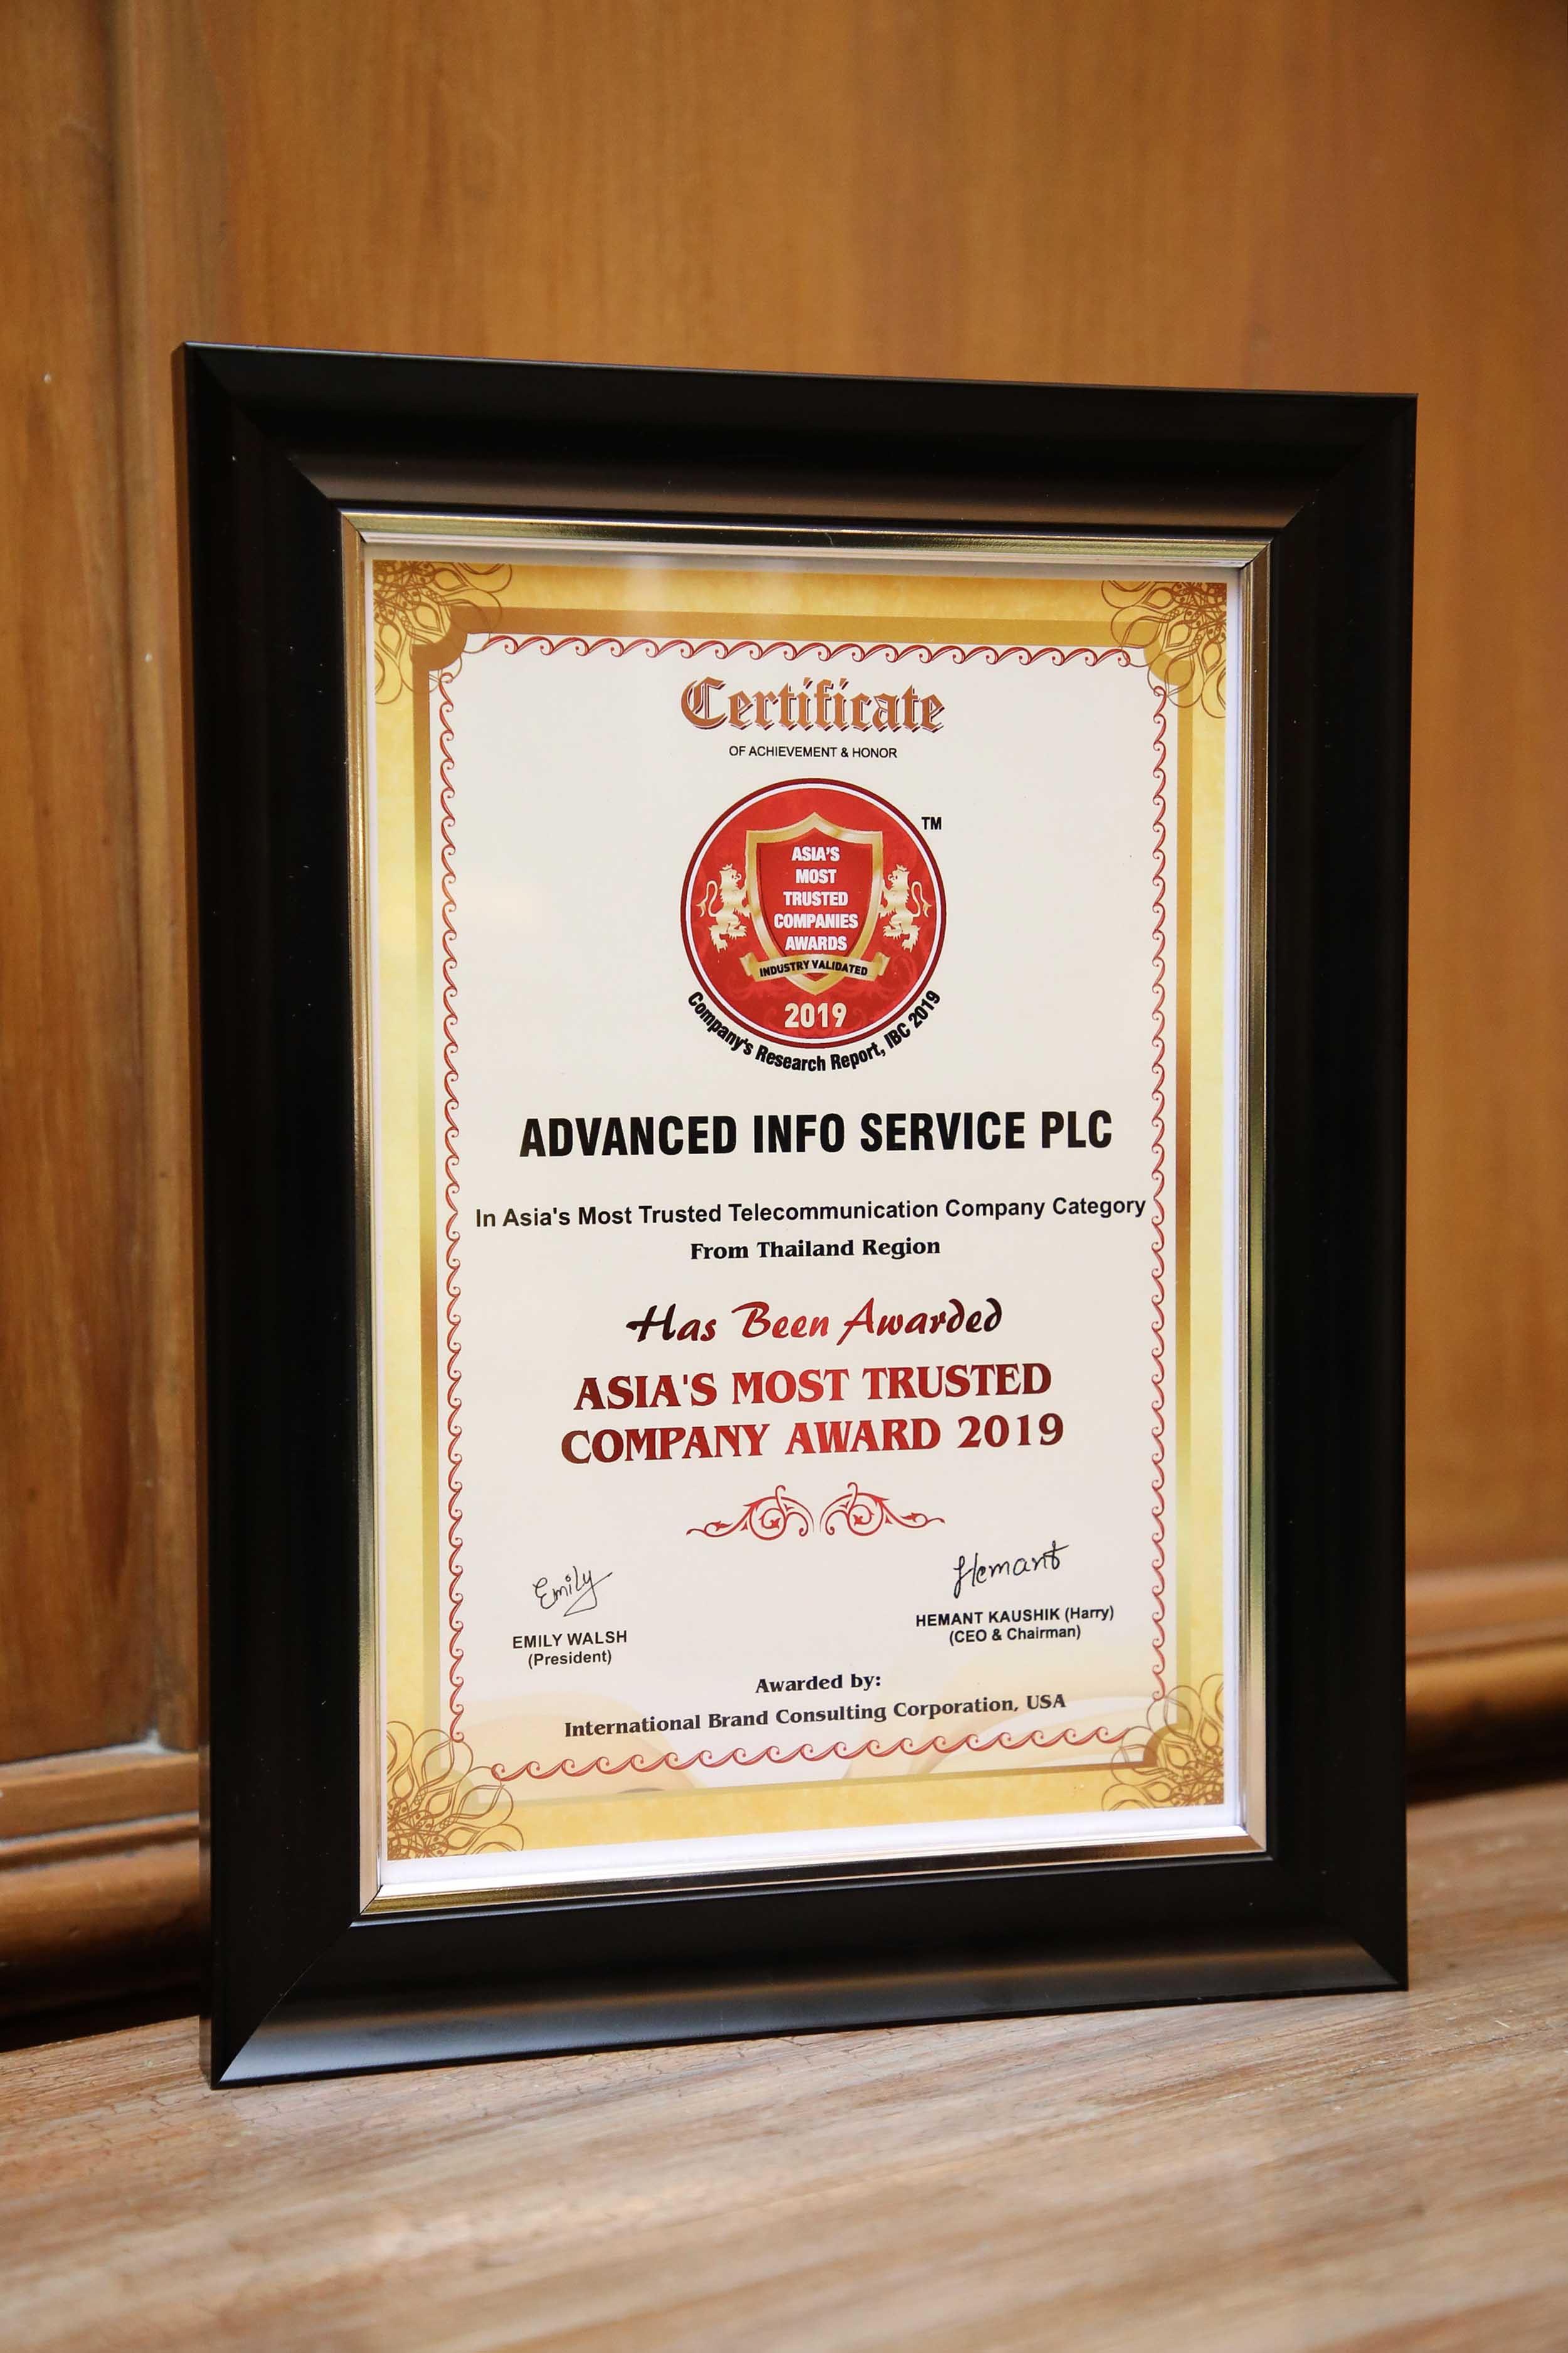 Certificate
OF ACHIEVEMENT & HONOR
TM
ASIA'S
MOST
TRUSTED
COMPANIES
AWARDS
INDUSTRY VALIDATED
2019
Company's Research Report, IBC 2019
ADVANCED INFO SERVICE PLC
In Asia's Most Trusted Telecommunication Company Category
From Thailand Region
Has Been Awarded
ASIA'S MOST TRUSTED
COMPANY AWARD 2019
Emily
Hemant
EMILY WALSH
(President)
HEMANT KAUSHIK (Harry)
(CEO & Chairman)
Awarded by:
International Brand Consulting Corporation, USA